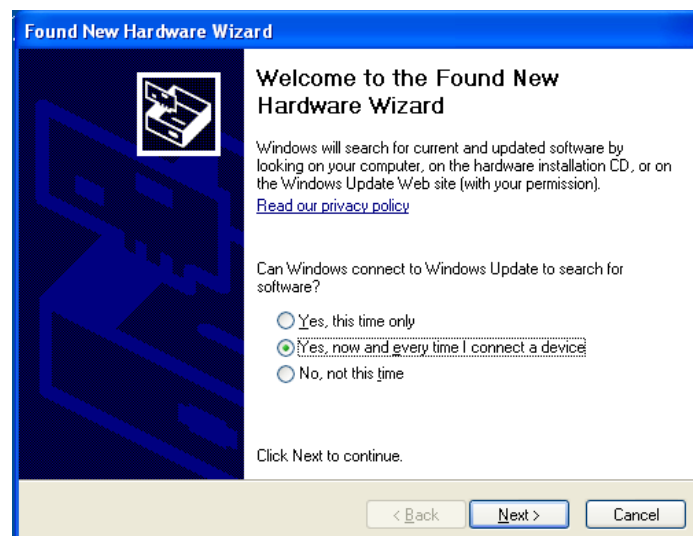 Found New Hardware Wizard
Welcome to the Found New
Hardware Wizard
Windows will search for current and updated software by
looking on your computer, on the hardware installation CD, or on
the Windows Update Web site (with your permission).
Read our privacy policy
Can Windows connect to Windows Update to search for
software?
Yes, this time only
Yes, now and every time I connect a device
No, not this time
Click Next to continue.
< Back
Next >
Cancel